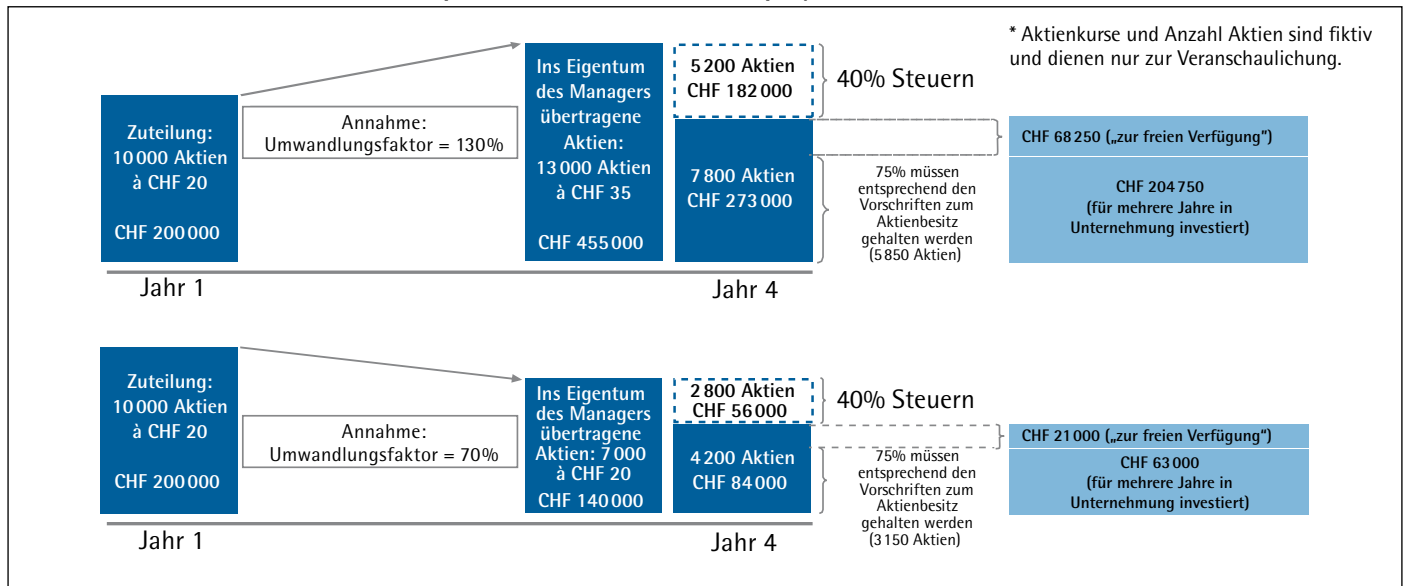 * Aktienkurse und Anzahl Aktien sind fiktiv
und dienen nur zur Veranschaulichung.
Zuteilung:
10 000 Aktien
à CHF 20
CHF 200 000
Annahme:
Umwandlungsfaktor = 130%
Ins Eigentum
des Managers
übertragene
Aktien:
13 000 Aktien
à CHF 35
CHF 455 000
5 200 Aktien
CHF 182 000
40% Steuern
7 800 Aktien
CHF 273 000
75% müssen
entsprechend den
Vorschriften zum
Aktienbesitz
gehalten werden
(5 850 Aktien)
CHF 68 250 („zur freien Verfügung“)
CHF 204 750
(für mehrere Jahre in
Unternehmung investiert)
Jahr 1
Jahr 4
Zuteilung:
10 000 Aktien
à CHF 20
CHF 200 000
Annahme:
Umwandlungsfaktor = 70%
Ins Eigentum
des Managers
übertragene
Aktien: 7 000
à CHF 20
CHF 140 000
2 800 Aktien
CHF 56 000
40% Steuern
4 200 Aktien
CHF 84 000
75% müssen
entsprechend den
Vorschriften zum
Aktienbesitz
gehalten werden
(3 150 Aktien)
CHF 21 000 („zur freien Verfügung“)
CHF 63 000
(für mehrere Jahre in
Unternehmung investiert)
Jahr 1
Jahr 4